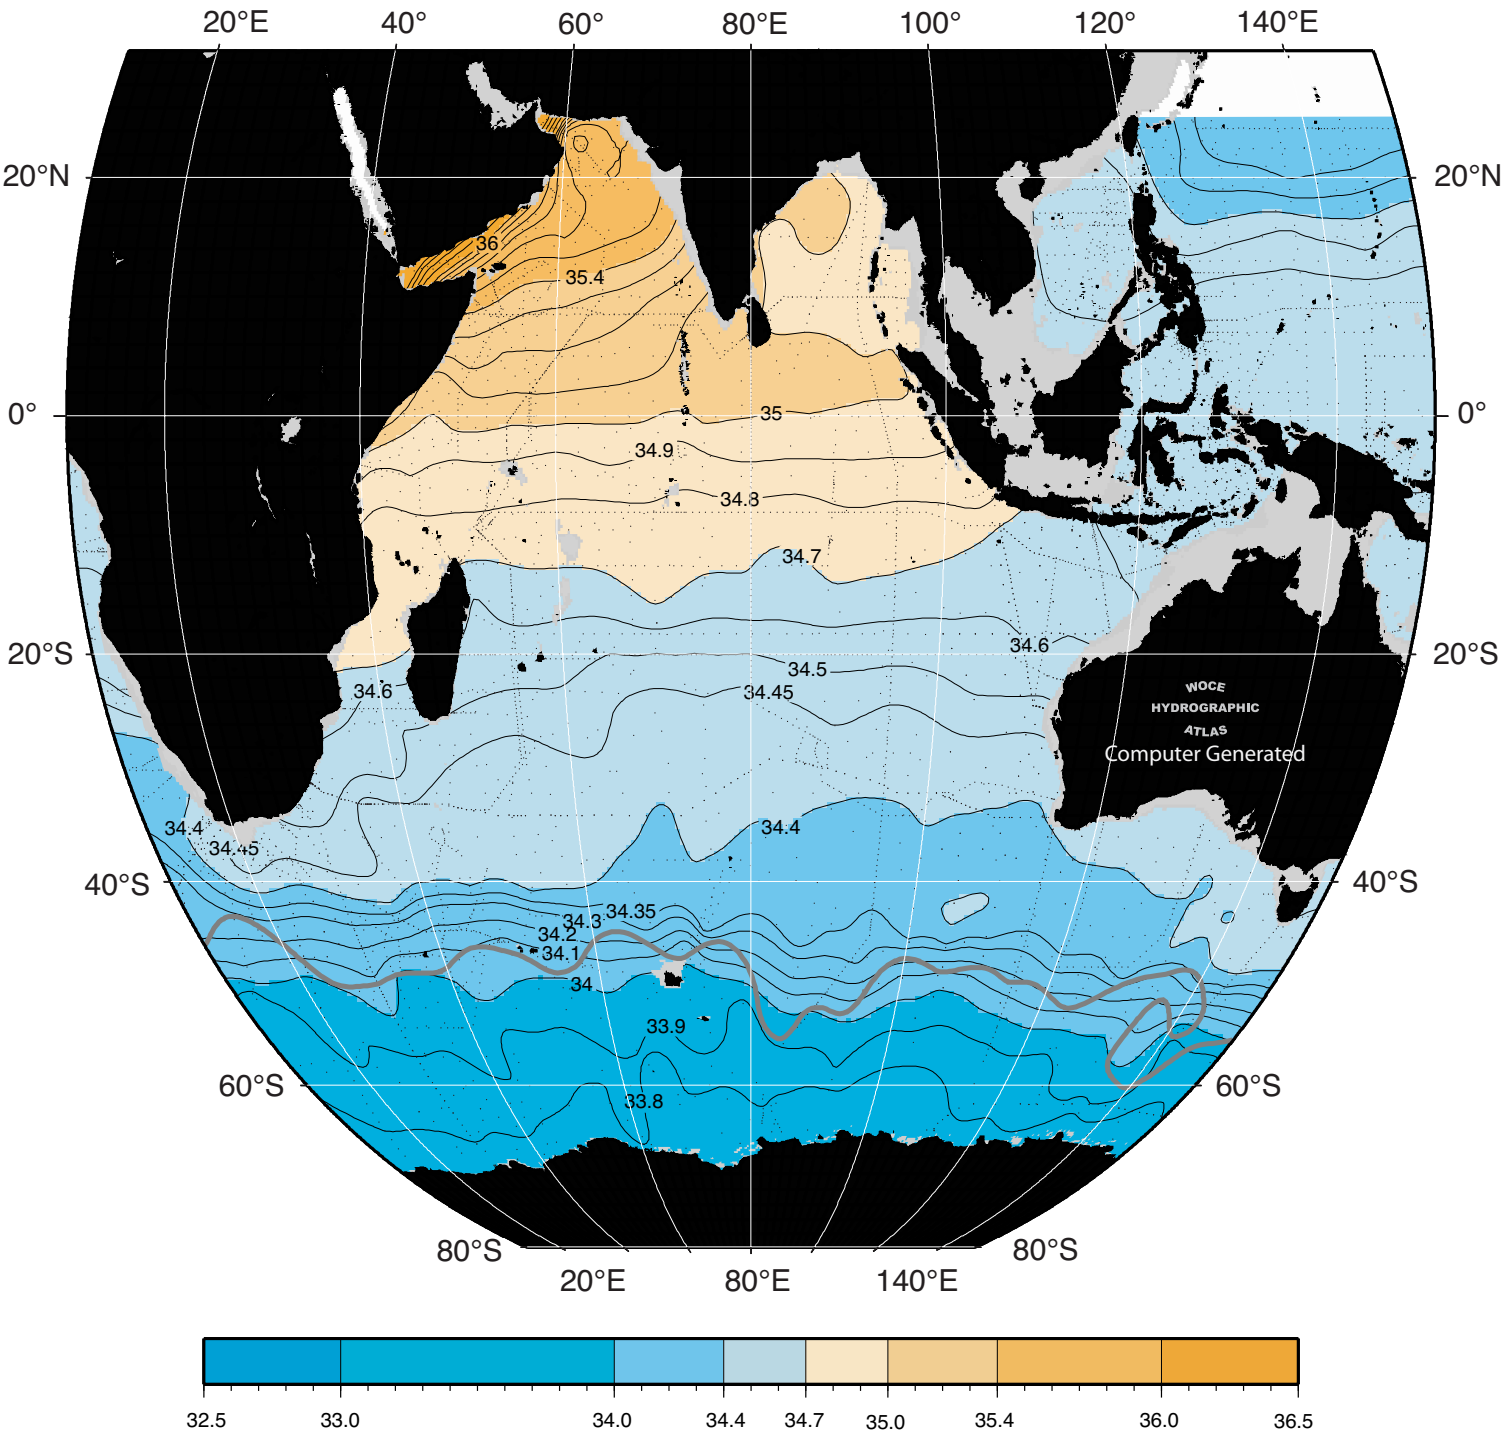 20°E 40° 60° 80°E 100° 120° 140°E
20°N 20°N
36
35.4
0° 35 0°
34.9
34.8
34.7
34.6
20°S 20°S
34.5
34.6 34.45
WOCE
HYDROGRAPHIC
ATLAS
Computer Generated
34.4 34.4
34.45
40°S 40°S
34.35
34.3
34.2
34.1
34
33.9
60°S 60°S
33.8
80°S 80°S
20°E 80°E 140°E
32.5 33.0 34.0 34.4 34.7 35.0 35.4 36.0 36.5